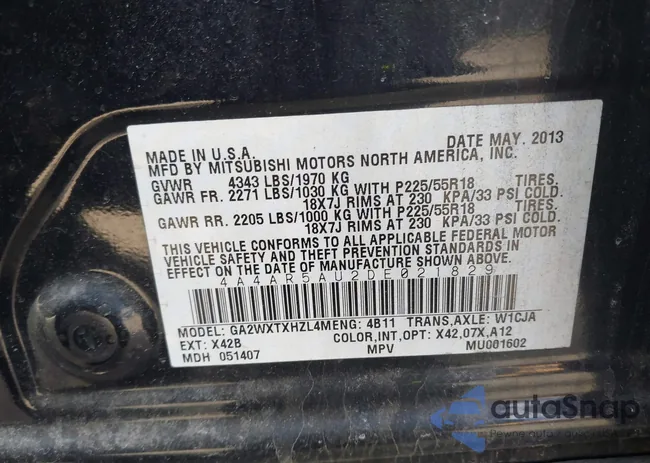 MADE IN U.S.A. DATE MAY. 2013
MFD BY MITSUBISHI MOTORS NORTH AMERICA, INC.
GVWR 4343 LBS/1970 KG
GAWR FR. 2271 LBS/1030 KG WITH P225/55R18 TIRES.
18X7J RIMS AT 230 KPA/33 PSI COLD.
GAWR RR. 2205 LBS/1000 KG WITH P225/55R18 TIRES.
18X7J RIMS AT 230 KPA/33 PSI COLD.
THIS VEHICLE CONFORMS TO ALL APPLICABLE FEDERAL MOTOR
VEHICLE SAFETY AND THEFT PREVENTION STANDARDS IN
EFFECT ON THE DATE OF MANUFACTURE SHOWN ABOVE.
4A4AR5AU2DE021829
MODEL: GA2WXTXHZL4M ENG: 4B11 TRANS,AXLE: W1CJA
EXT: X42B COLOR,INT,OPT: X42,07X,A12
MDH 051407 MPV MU001602
autoSnap